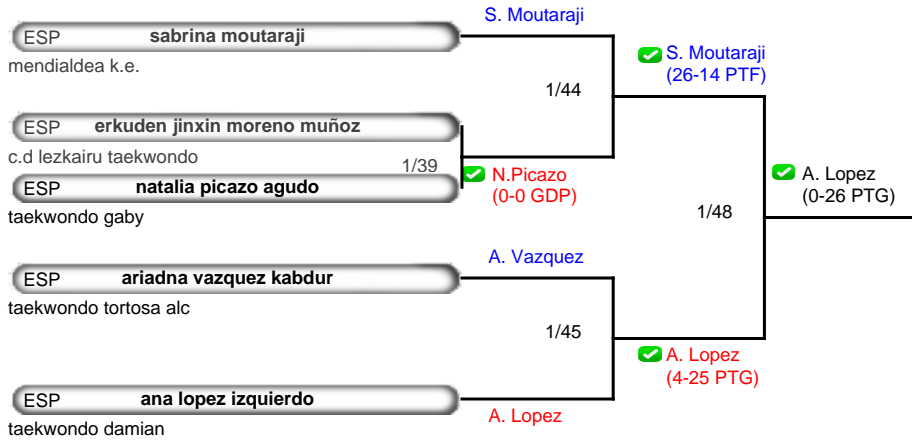 S. Moutaraji
ESP sabrina moutaraji
mendialdea k.e.
S. Moutaraji
(26-14 PTF)
1/44
ESP erkuden jinxin moreno muñoz
c.d lezkairu taekwondo
1/39
N.Picazo
(0-0 GDP)
ESP natalia picazo agudo
taekwondo gaby
A. Lopez
(0-26 PTG)
1/48
A. Vazquez
ESP ariadna vazquez kabdur
taekwondo tortosa alc
1/45
A. Lopez
(4-25 PTG)
ESP ana lopez izquierdo
A. Lopez
taekwondo damian